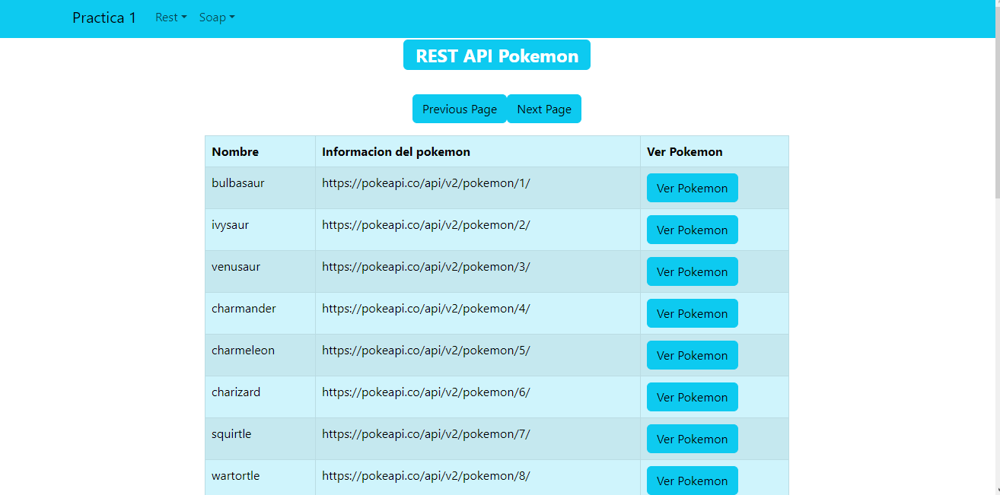 Practica 1 Rest Soap
REST API Pokemon
Previous Page Next Page
Nombre Informacion del pokemon Ver Pokemon
bulbasaur https://pokeapi.co/api/v2/pokemon/1/ Ver Pokemon
ivysaur https://pokeapi.co/api/v2/pokemon/2/ Ver Pokemon
venusaur https://pokeapi.co/api/v2/pokemon/3/ Ver Pokemon
charmander https://pokeapi.co/api/v2/pokemon/4/ Ver Pokemon
charmeleon https://pokeapi.co/api/v2/pokemon/5/ Ver Pokemon
charizard https://pokeapi.co/api/v2/pokemon/6/ Ver Pokemon
squirtle https://pokeapi.co/api/v2/pokemon/7/ Ver Pokemon
wartortle https://pokeapi.co/api/v2/pokemon/8/ Ver Pokemon